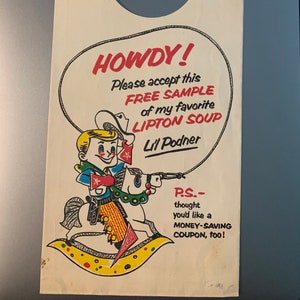 HOWDY!
Please accept this
FREE SAMPLE
of my favorite
LIPTON SOUP
Lil Podner
P.S.-
thought
you'd like a
MONEY-SAVING
COUPON, too!